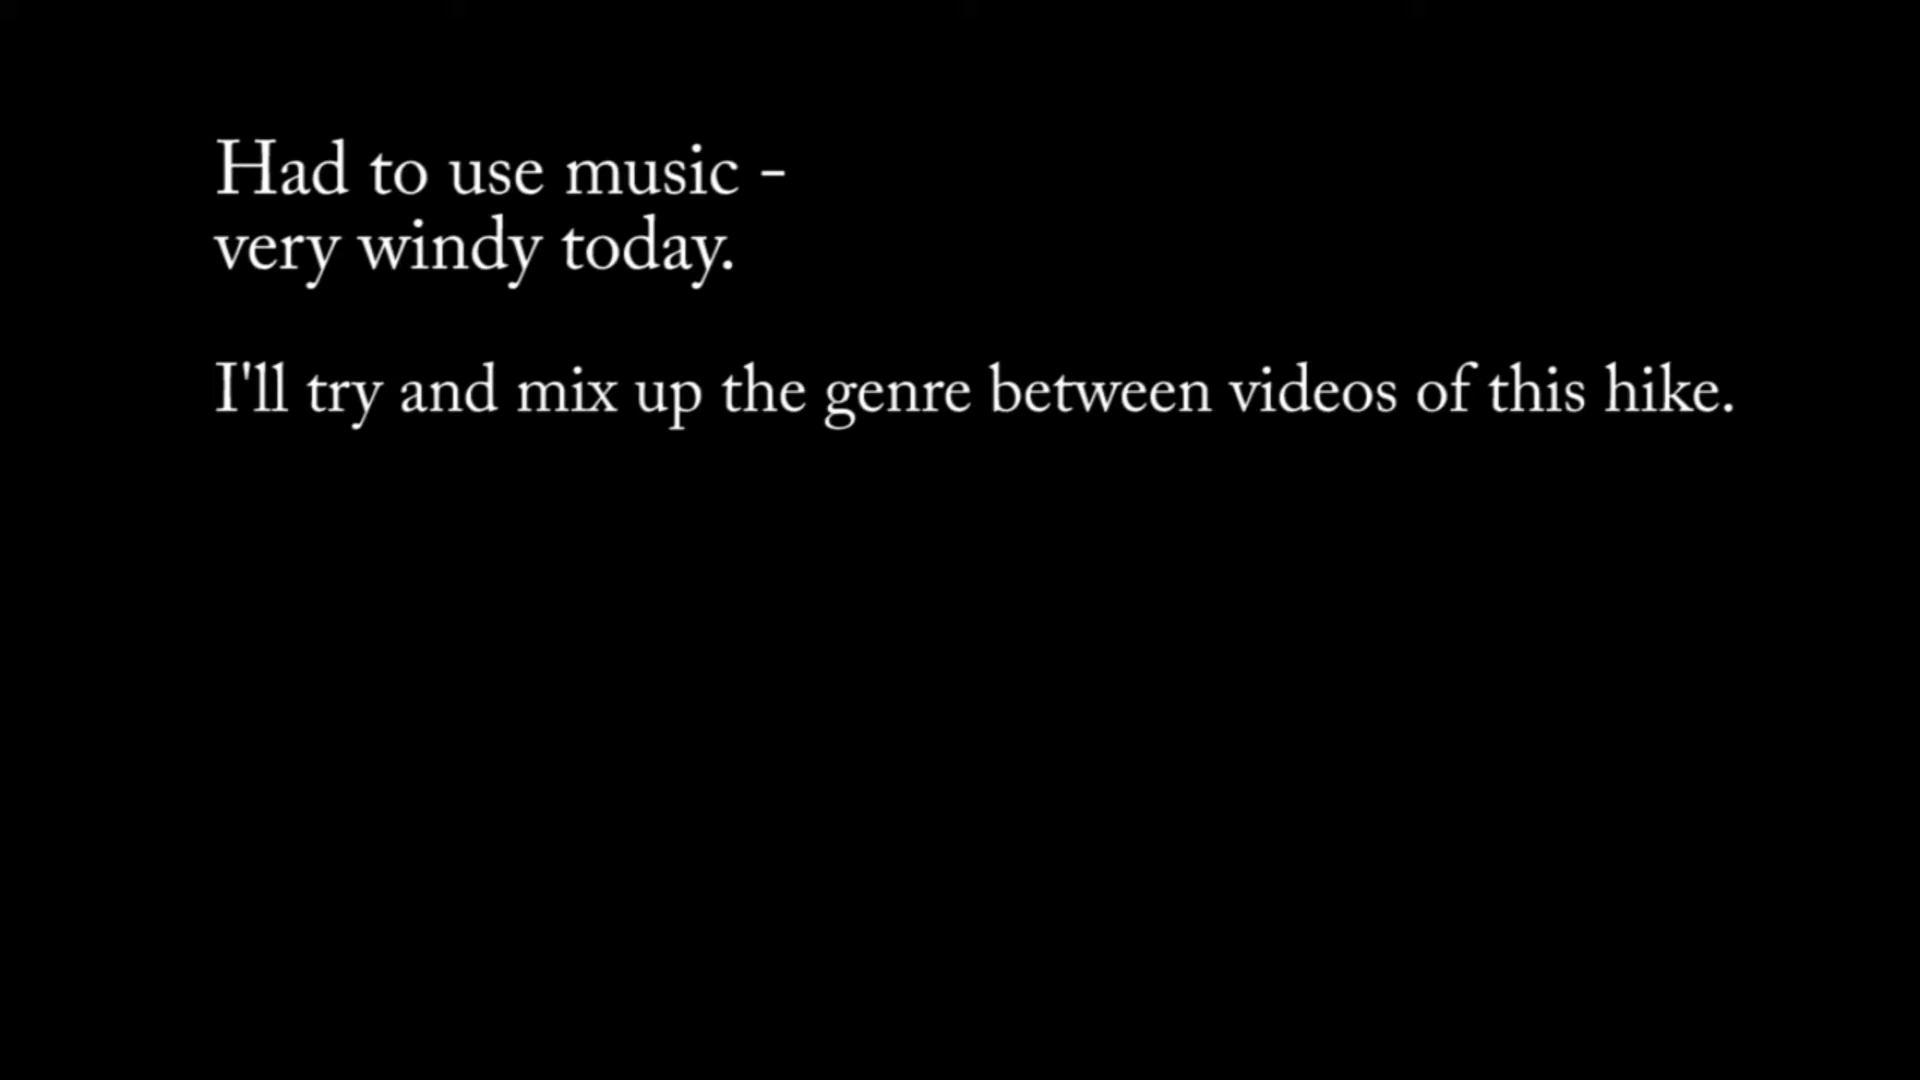 Had to use music -
very windy today.
I'll try and mix up the genre between videos of this hike.